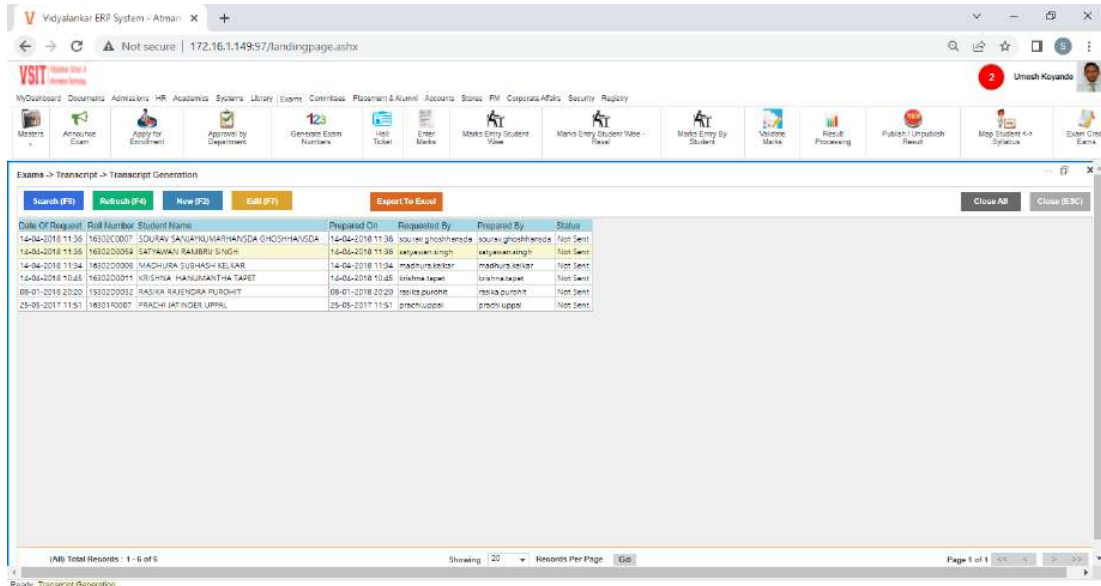 Vidyalankar ERP System - Atman
Not secure | 172.16.1.149:97/landingpage.ashx
S
VSIT
2 Umesh Koyande
MyDashboard Documents Admissions HR Academics Systems Library Exams Committees Placement & Alumni Accounts Stores FM Corporate Affairs Security Registry
Masters Announce Exam Apply for Enrollment Approval by Department 123 Generate Exam Numbers Hall Ticket Enter Marks Marks Entry Student Wise Marks Entry Student Wise - Reval Marks Entry By Student Validate Marks Result Processing Publish / Unpublish Result Map Student <-> Syllabus Exam Cred Earns
Exams -> Transcript -> Transcript Generation
Search (F9) Refresh (F4) New (F2) Edit (F7) Export To Excel Close All Close (ESC)
Date Of Request Roll Number Student Name Prepared On Requested By Prepared By Status
14-04-2018 11:36 16302C0007 SOURAV SANJAYKUMARHANSDA GHOSHHANSDA 14-04-2018 11:36 sourav.ghoshhansda sourav.ghoshhansda Not Sent
14-04-2018 11:36 16302D0059 SATYAWAN RAMBRU SINGH 14-04-2018 11:36 satyawan.singh satyawan.singh Not Sent
14-04-2018 11:34 16302D0008 MADHURA SUBHASH KELKAR 14-04-2018 11:34 madhura.kelkar madhura.kelkar Not Sent
14-04-2018 10:45 16302D0011 KRISHNA HANUMANTHA TAPET 14-04-2018 10:45 krishna.tapet krishna.tapet Not Sent
08-01-2018 20:20 15302D0032 RASIKA RAJENDRA PUROHIT 08-01-2018 20:20 rasika.purohit rasika.purohit Not Sent
25-05-2017 11:51 16301F0007 PRACHI JATINDER UPPAL 25-05-2017 11:51 prachi.uppal prachi.uppal Not Sent
(All) Total Records : 1 - 6 of 6 Showing 20 Records Per Page Go Page 1 of 1 << < > >>
Ready Transcript Generation